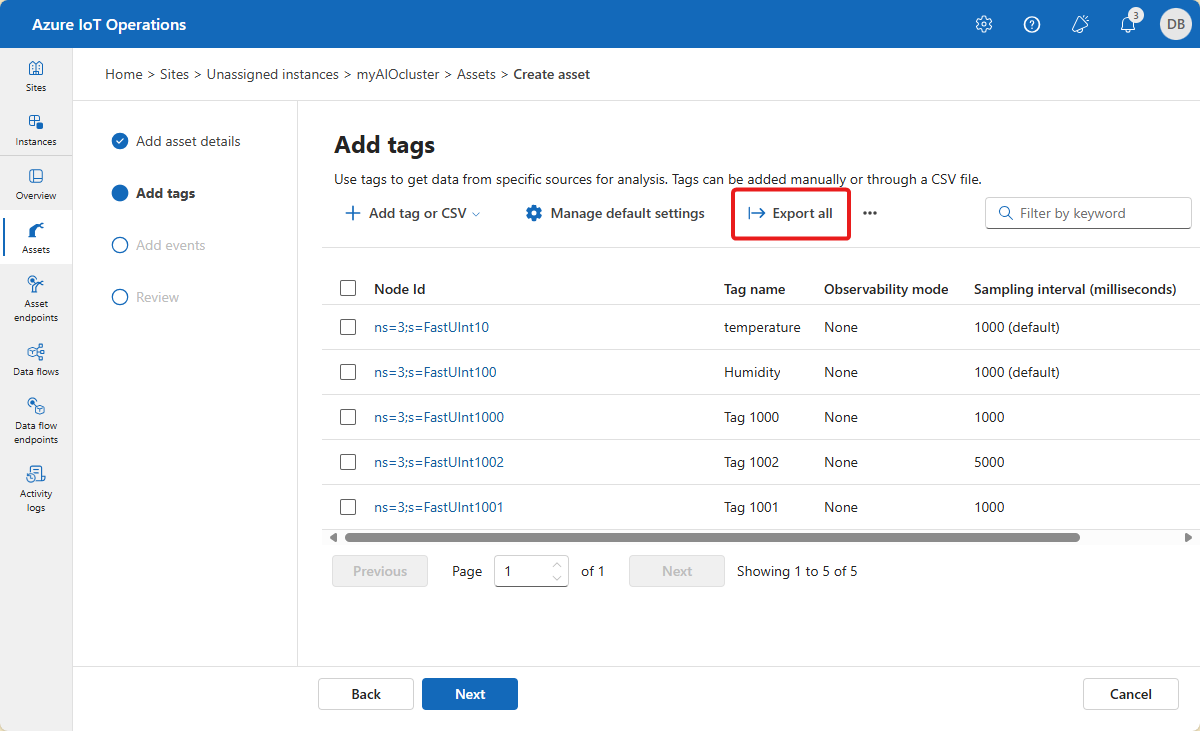 Azure IoT Operations
3
DB
Home > Sites > Unassigned instances > myAIOcluster > Assets > Create asset
Sites
Instances
Overview
Assets
Asset
endpoints
Data flows
Data flow
endpoints
Activity
logs
Add asset details
Add tags
Add events
Review
Add tags
Use tags to get data from specific sources for analysis. Tags can be added manually or through a CSV file.
Add tag or CSV
Manage default settings
Export all
Filter by keyword
Node Id Tag name Observability mode Sampling interval (milliseconds)
ns=3;s=FastUInt10 temperature None 1000 (default)
ns=3;s=FastUInt100 Humidity None 1000 (default)
ns=3;s=FastUInt1000 Tag 1000 None 1000
ns=3;s=FastUInt1002 Tag 1002 None 5000
ns=3;s=FastUInt1001 Tag 1001 None 1000
Previous Page 1 of 1 Next Showing 1 to 5 of 5
Back Next Cancel